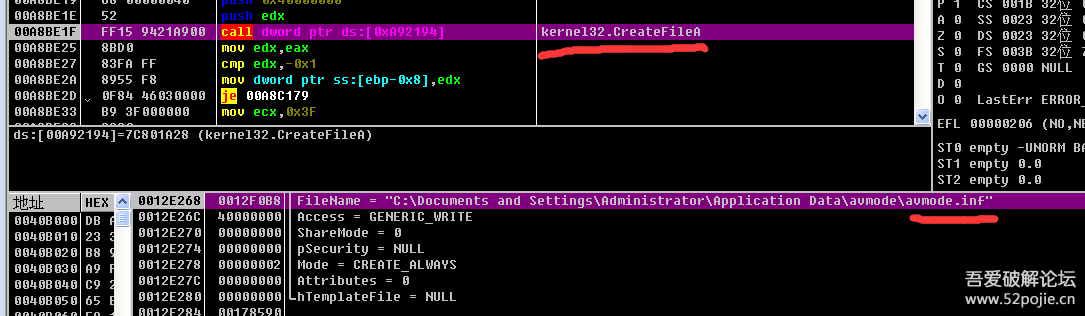 push 0x40000000
00A8BE1E 52 push edx
00A8BE1F FF15 9421A900 call dword ptr ds:[0xA92194] kernel32.CreateFileA
00A8BE25 8BD0 mov edx,eax
00A8BE27 83FA FF cmp edx,-0x1
00A8BE2A 8955 F8 mov dword ptr ss:[ebp-0x8],edx
00A8BE2D 0F84 46030000 je 00A8C179
00A8BE33 B9 3F000000 mov ecx,0x3F
P 1 CS 001B 32位
A 0 SS 0023 32位
Z 0 DS 0023 32位
S 0 FS 003B 32位
T 0 GS 0000 NULL
D 0
O 0 LastErr ERROR_
EFL 00000206 (NO,NE
ST0 empty -UNORM BA
ST1 empty 0.0
ST2 empty 0.0
ds:[00A92194]=7C801A28 (kernel32.CreateFileA)
地址 HEX
0040B000 DB
0040B010 23 3
0040B020 B8 9
0040B030 A9 F
0040B040 C9 2
0040B050 65 E
0012E268 0012F0B8 FileName = "C:\Documents and Settings\Administrator\Application Data\avmode\avmode.inf"
0012E26C 40000000 Access = GENERIC_WRITE
0012E270 00000000 ShareMode = 0
0012E274 00000000 pSecurity = NULL
0012E278 00000002 Mode = CREATE_ALWAYS
0012E27C 00000000 Attributes = 0
0012E280 00000000 hTemplateFile = NULL
0012E284 00178590
吾爱破解论坛
www.52pojie.cn